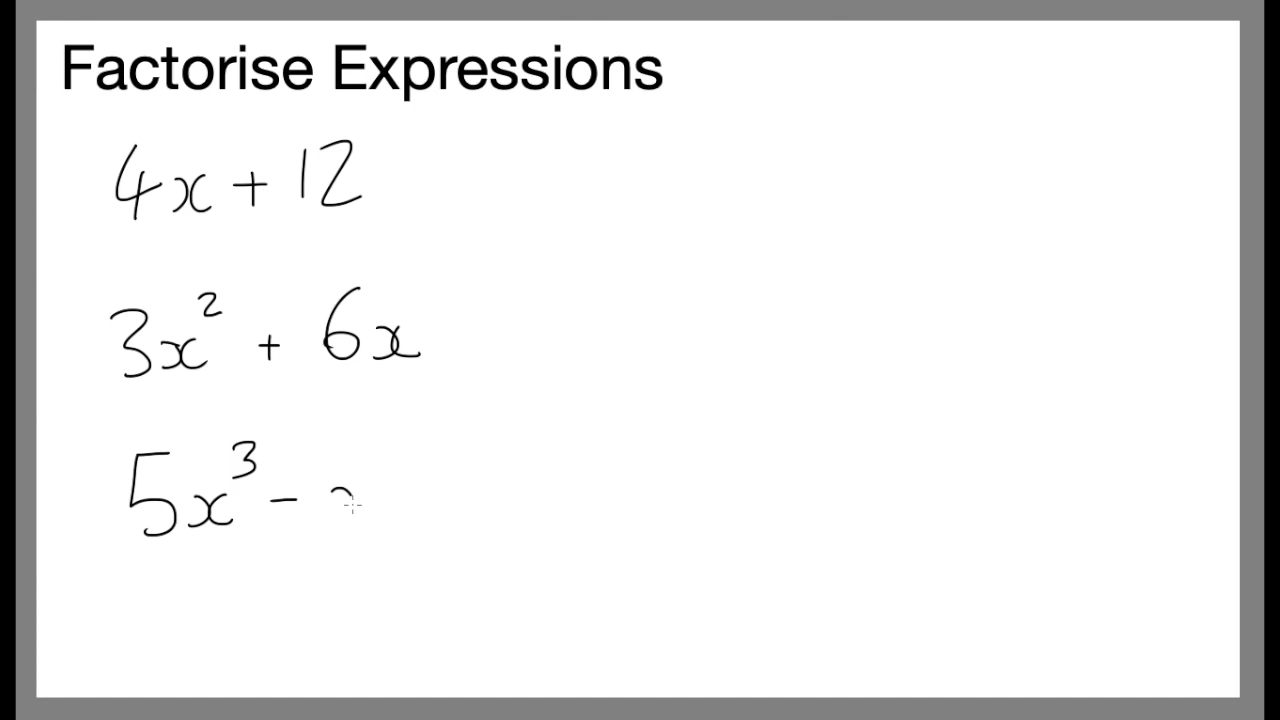 Factorise Expressions
4x + 12
3x² + 6x
5x³ -